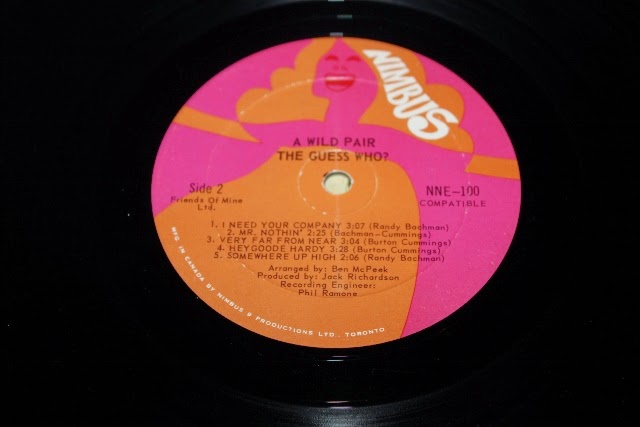 NIMBUS
A WILD PAIR
THE GUESS WHO?
Side 2
Friends Of Mine
Ltd.
NNE-100
COMPATIBLE
1. I NEED YOUR COMPANY 3:07 (Randy Bachman)
2. MR. NOTHIN' 2:25 (Bachman-Cummings)
3. VERY FAR FROM NEAR 3:04 (Burton Cummings)
4. HEYGOODE HARDY 3:28 (Burton Cummings)
5. SOMEWHERE UP HIGH 2:06 (Randy Bachman)
Arranged by: Ben McPeek
Produced by: Jack Richardson
Recording Engineer:
Phil Ramone
MFG. IN CANADA BY NIMBUS 9 PRODUCTIONS LTD., TORONTO